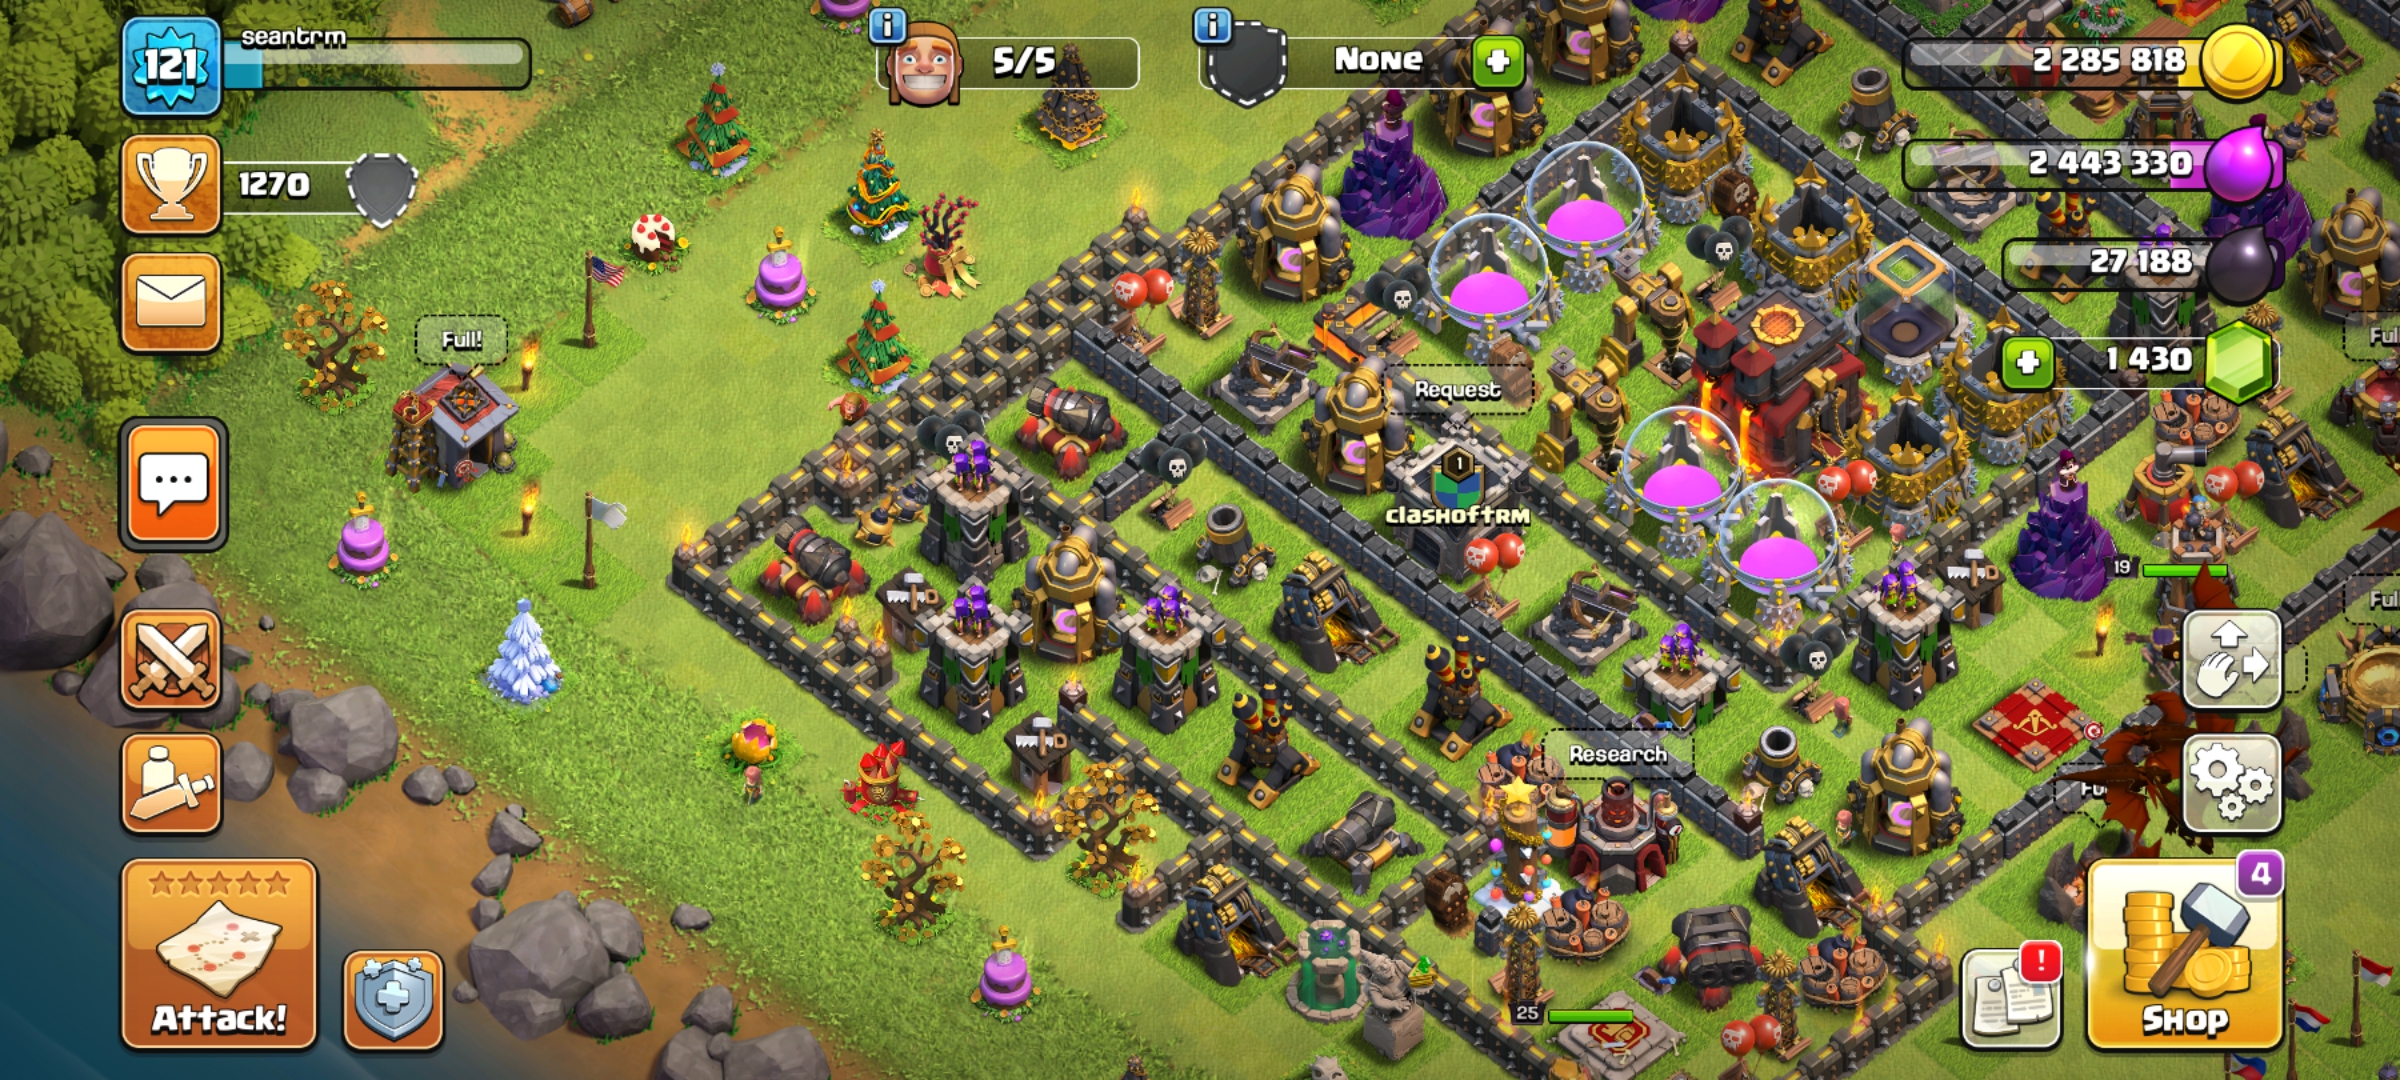 121
seantrm
5/5
None
2 285 818
1270
2 443 330
27 188
Full!
1 430
Request
1
clashofTRM
19
Research
25
4
!
Attack!
Shop